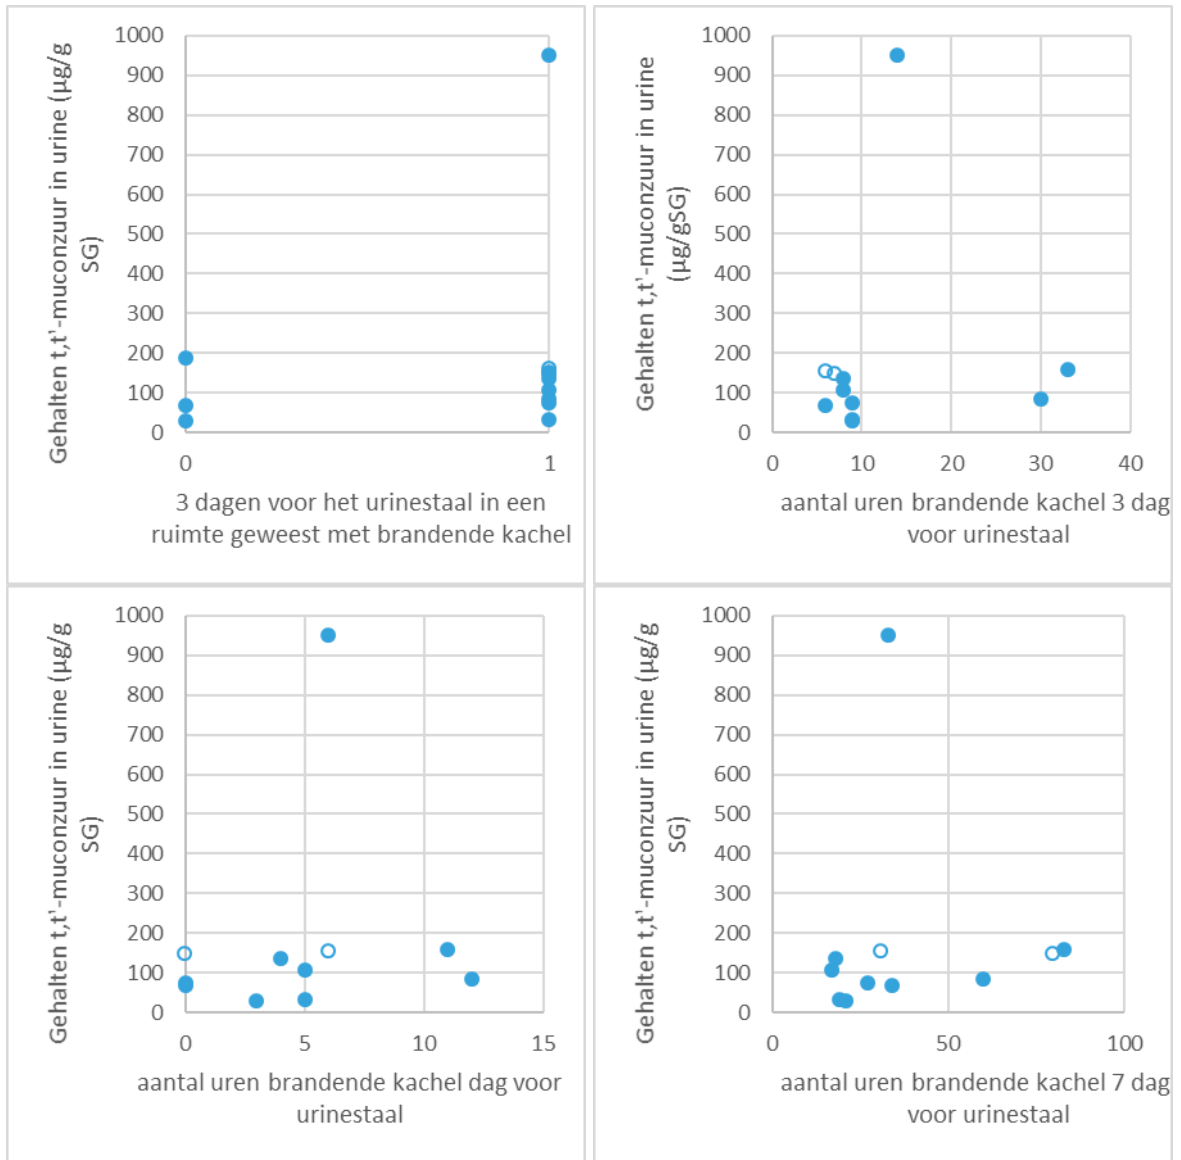 1000
900
800
700
600
500
400
300
200
100
0
0 1
Gehalten t,t'-muconzuur in urine (µg/g
SG)
3 dagen voor het urinestaal in een
ruimte geweest met brandende kachel
1000
900
800
700
600
500
400
300
200
100
0
0 10 20 30 40
Gehalten t,t'-muconzuur in urine
(µg/gSG)
aantal uren brandende kachel 3 dag
voor urinestaal
1000
900
800
700
600
500
400
300
200
100
0
0 5 10 15
Gehalten t,t'-muconzuur in urine (µg/g
SG)
aantal uren brandende kachel dag voor
urinestaal
1000
900
800
700
600
500
400
300
200
100
0
0 50 100
Gehalten t,t'-muconzuur in urine (µg/g
SG)
aantal uren brandende kachel 7 dag
voor urinestaal